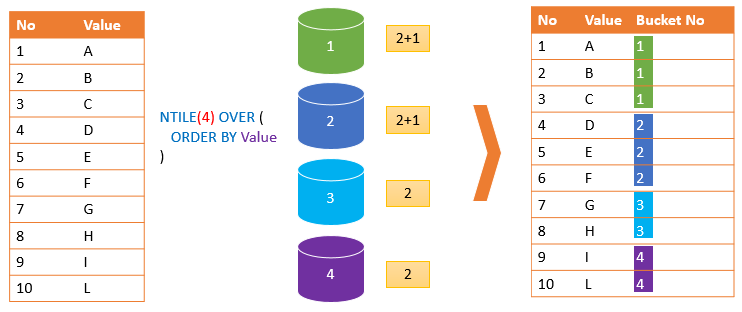 No Value
1 A
2 B
3 C
4 D
5 E
6 F
7 G
8 H
9 I
10 L
NTILE(4) OVER (
ORDER BY Value
)
1 2+1
2 2+1
3 2
4 2
No Value Bucket No
1 A 1
2 B 1
3 C 1
4 D 2
5 E 2
6 F 2
7 G 3
8 H 3
9 I 4
10 L 4